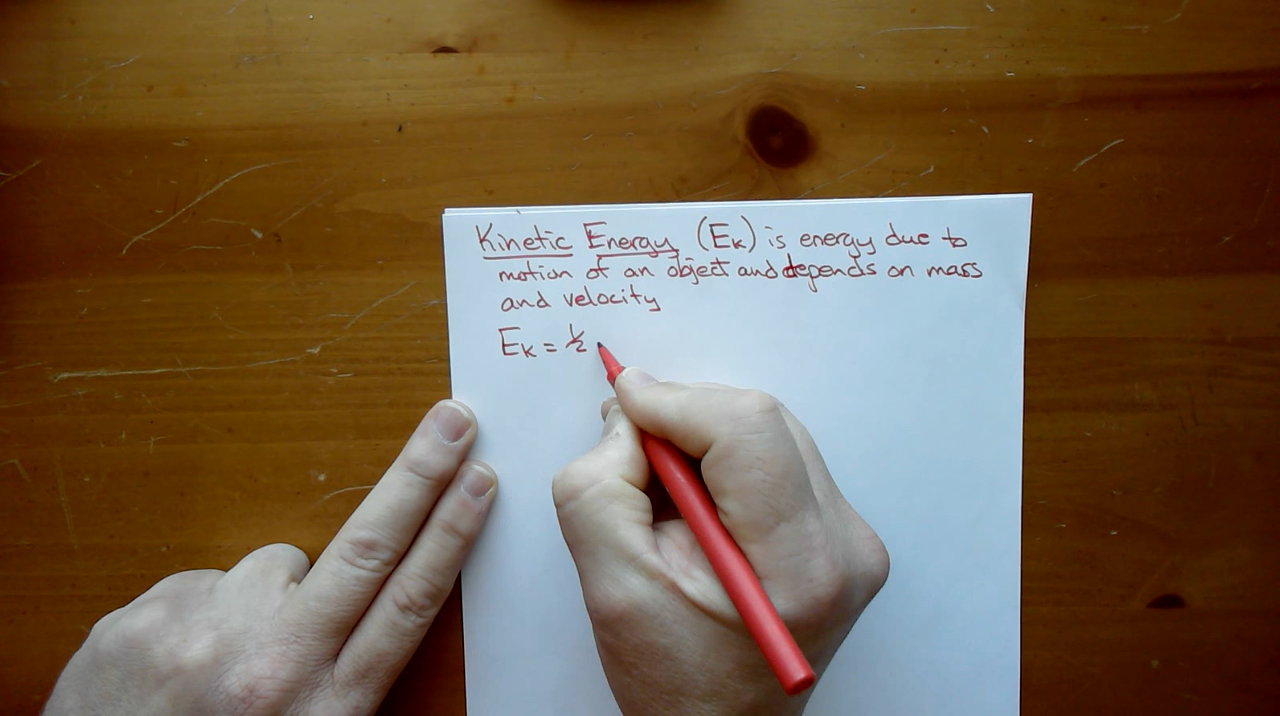 Kinetic Energy (Ek) is energy due to
motion of an object and depends on mass
and velocity
Ek = ½